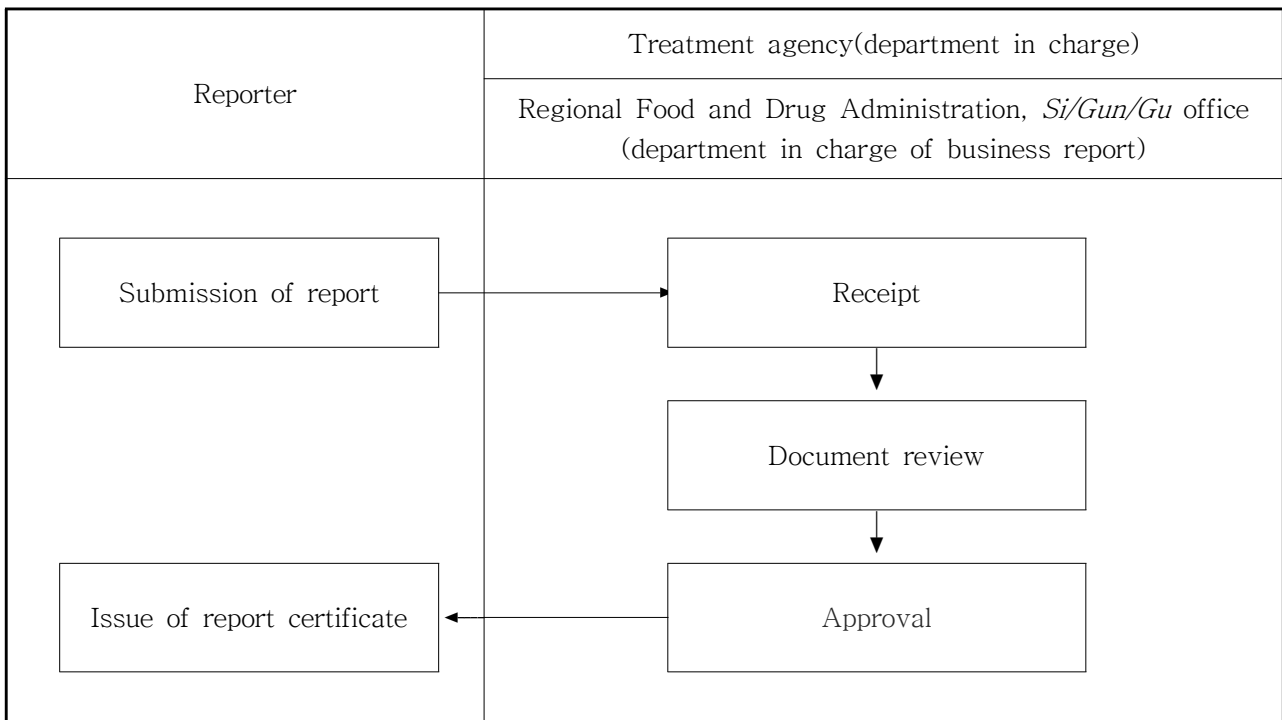 Reporter
Treatment agency(department in charge)
Regional Food and Drug Administration, Si/Gun/Gu office
(department in charge of business report)
Submission of report
Receipt
Document review
Issue of report certificate
Approval